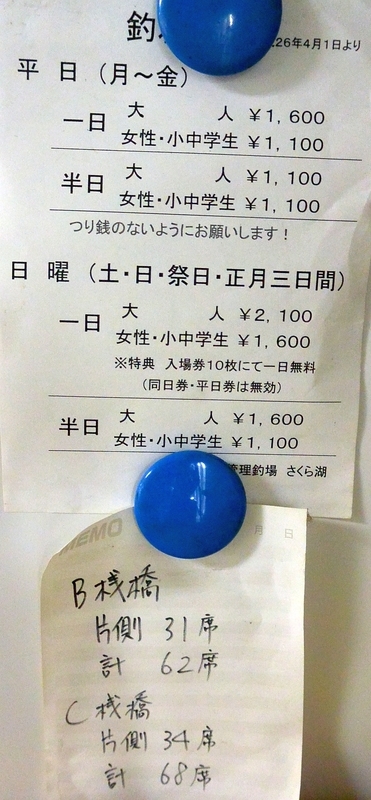 釣
26年4月1日より
平 日 (月～金)
一日 大 人 ￥1,600
女性・小中学生 ￥1,100
半日 大 人 ￥1,100
女性・小中学生 ￥1,100
つり銭のないようにお願いします！
日 曜 (土・日・祭日・正月三日間)
一日 大 人 ￥2,100
女性・小中学生 ￥1,600
※特典 入場券10枚にて一日無料
(同日券・平日券は無効)
半日 大 人 ￥1,600
女性・小中学生 ￥1,100
管理釣場 さくら湖
MEMO 月 日
B 桟橋
片側 31席
計 62席
C 桟橋
片側 34席
計 68席